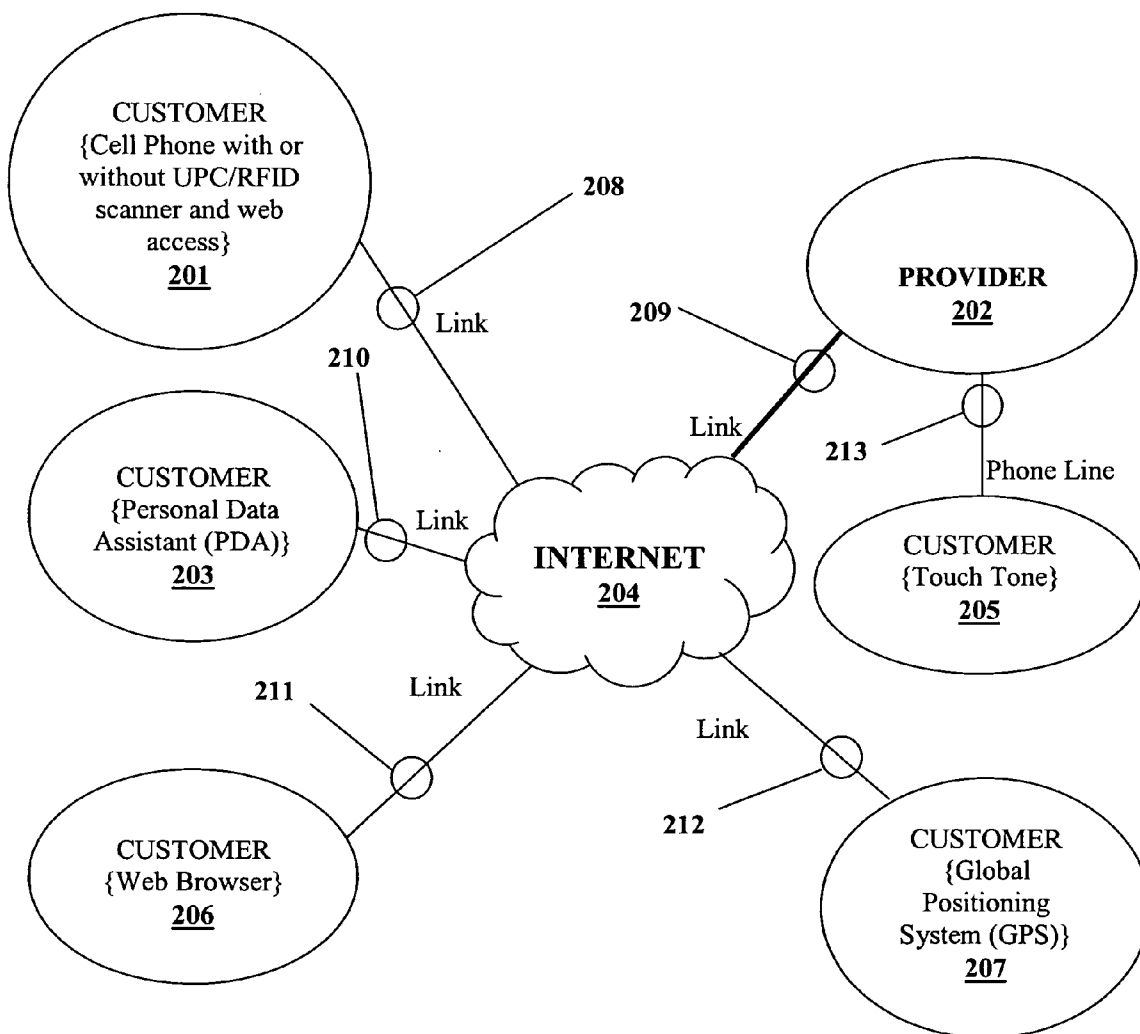 CUSTOMER
{Cell Phone with or
without UPC/RFID
scanner and web
access}
201
208
Link
PROVIDER
202
209
Link
210
213
Phone Line
CUSTOMER
{Personal Data
Assistant (PDA)}
203
Link
INTERNET
204
CUSTOMER
{Touch Tone}
205
211
Link
Link
212
CUSTOMER
{Web Browser}
206
CUSTOMER
{Global
Positioning
System (GPS)}
207